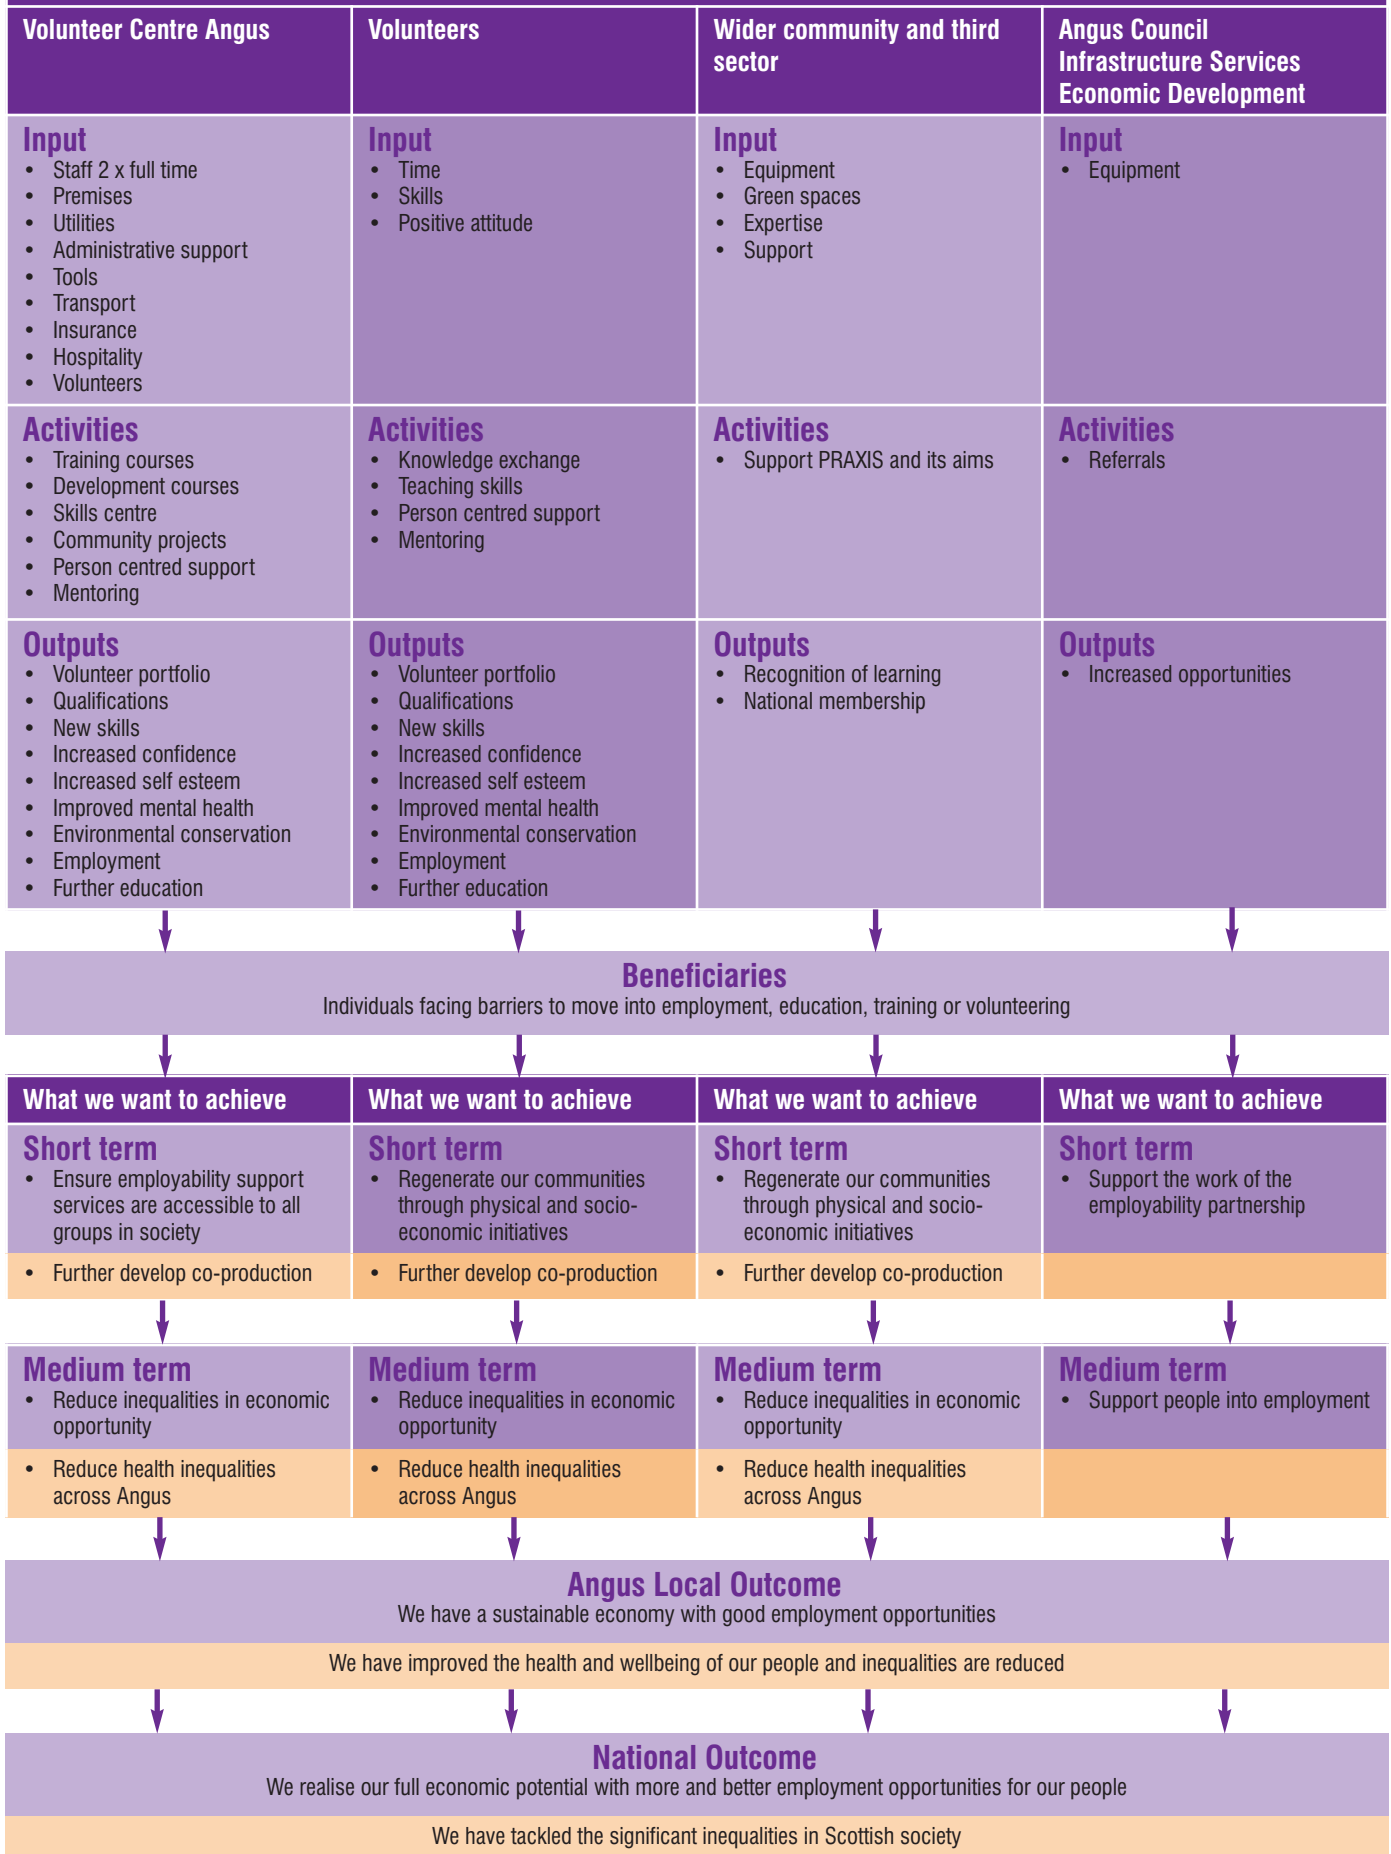 Volunteer Centre Angus
Volunteers
Wider community and third
sector
Angus Council
Infrastructure Services
Economic Development
Input
• Staff 2 x full time
• Premises
• Utilities
• Administrative support
• Tools
• Transport
• Insurance
• Hospitality
• Volunteers
Input
• Time
• Skills
• Positive attitude
Input
• Equipment
• Green spaces
• Expertise
• Support
Input
• Equipment
Activities
• Training courses
• Development courses
• Skills centre
• Community projects
• Person centred support
• Mentoring
Activities
• Knowledge exchange
• Teaching skills
• Person centred support
• Mentoring
Activities
• Support PRAXIS and its aims
Activities
• Referrals
Outputs
• Volunteer portfolio
• Qualifications
• New skills
• Increased confidence
• Increased self esteem
• Improved mental health
• Environmental conservation
• Employment
• Further education
Outputs
• Volunteer portfolio
• Qualifications
• New skills
• Increased confidence
• Increased self esteem
• Improved mental health
• Environmental conservation
• Employment
• Further education
Outputs
• Recognition of learning
• National membership
Outputs
• Increased opportunities
Beneficiaries
Individuals facing barriers to move into employment, education, training or volunteering
What we want to achieve
What we want to achieve
What we want to achieve
What we want to achieve
Short term
• Ensure employability support
services are accessible to all
groups in society
• Further develop co-production
Short term
• Regenerate our communities
through physical and socio-
economic initiatives
• Further develop co-production
Short term
• Regenerate our communities
through physical and socio-
economic initiatives
• Further develop co-production
Short term
• Support the work of the
employability partnership
Medium term
• Reduce inequalities in economic
opportunity
• Reduce health inequalities
across Angus
Medium term
• Reduce inequalities in economic
opportunity
• Reduce health inequalities
across Angus
Medium term
• Reduce inequalities in economic
opportunity
• Reduce health inequalities
across Angus
Medium term
• Support people into employment
Angus Local Outcome
We have a sustainable economy with good employment opportunities
We have improved the health and wellbeing of our people and inequalities are reduced
National Outcome
We realise our full economic potential with more and better employment opportunities for our people
We have tackled the significant inequalities in Scottish society